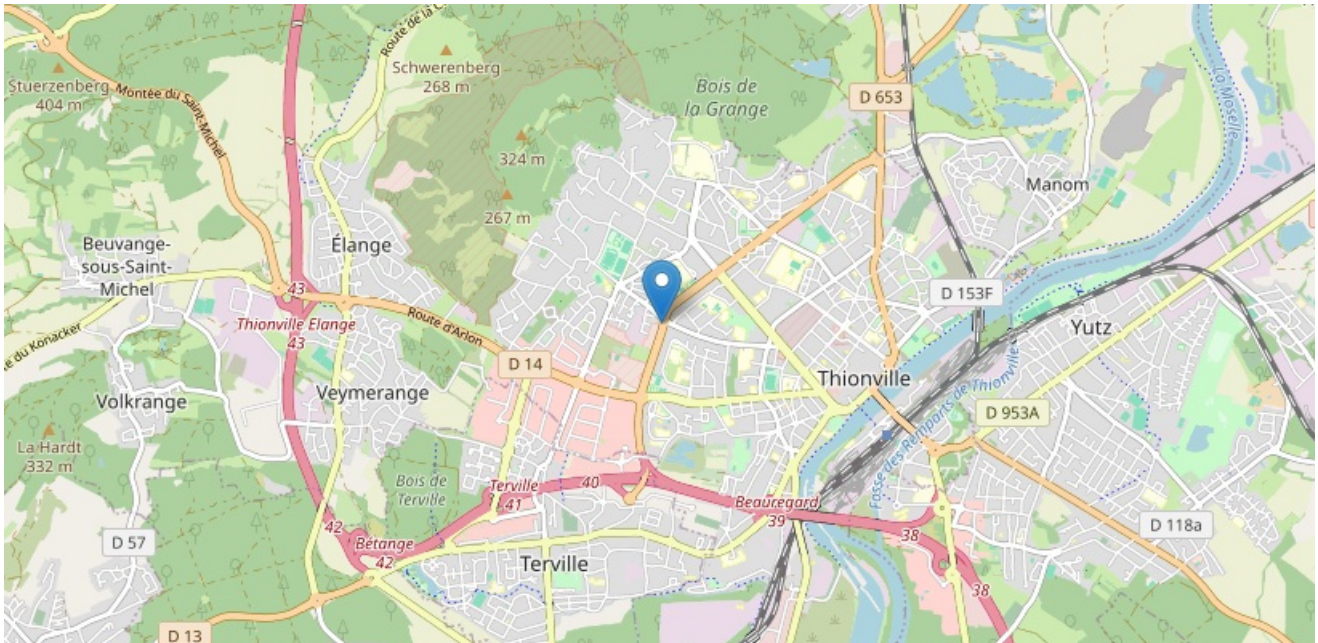 Route de la C
Schwerenberg
268 m
Stuerzenberg
404 m
Montée du Saint-Michel
Bois de
la Grange
D 653
La Moselle
324 m
267 m
Manom
Beuvange-
sous-Saint-
Michel
Élange
43
Thionville Elange
43
D 153F
Route d'Arlon
e du Konacker
D 14
Yutz
Thionville
Volkrange
Veymerange
D 953A
Fosse des Remparts de Thionville
La Hardt
332 m
Bois de
Terville
Terville
41
40
Beauregard
39
38
D 118a
42
Bétange
42
D 57
Terville
38
D 13